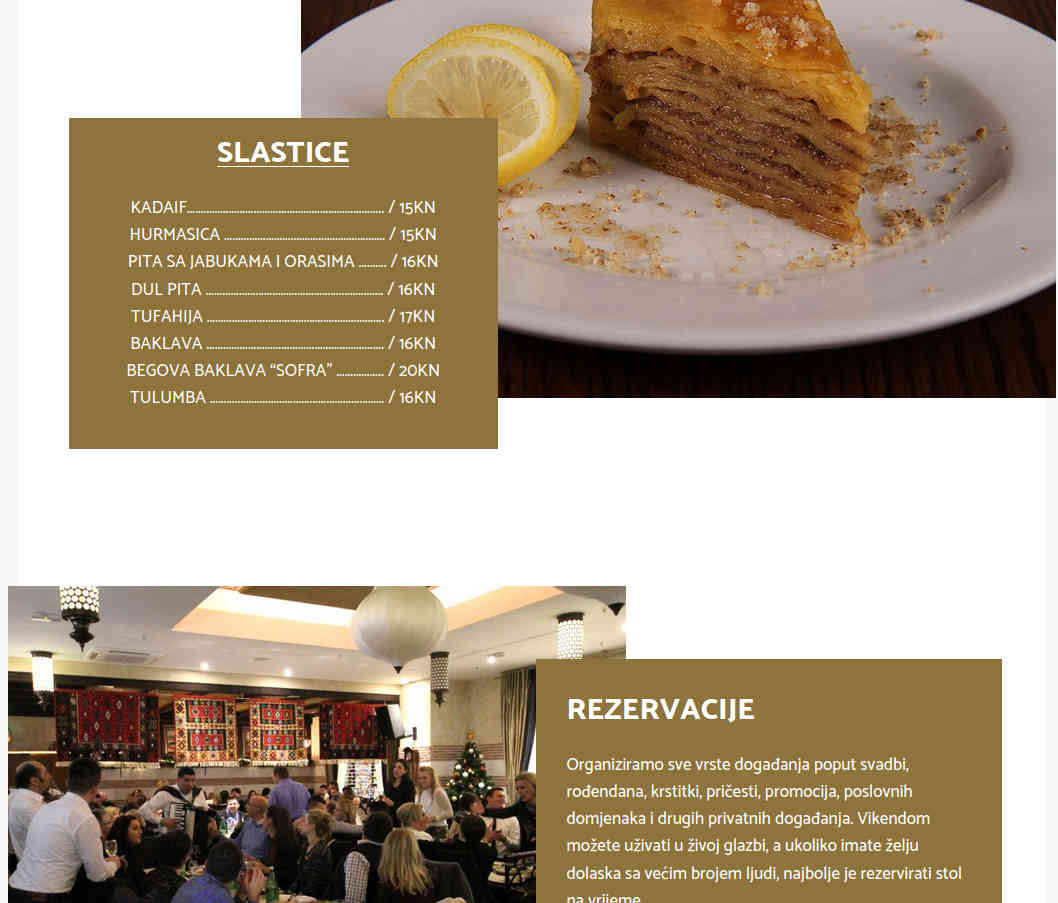 SLASTICE
KADAIF................................................................................ / 15KN
HURMASICA .................................................................. / 15KN
PITA SA JABUKAMA I ORASIMA ........... / 16KN
DUL PITA ......................................................................... / 16KN
TUFAHIJA ........................................................................ / 17KN
BAKLAVA ......................................................................... / 16KN
BEGOVA BAKLAVA “SOFRA” ................... / 20KN
TULUMBA ....................................................................... / 16KN
REZERVACIJE
Organiziramo sve vrste događanja poput svadbi,
rođendana, krstitki, pričesti, promocija, poslovnih
domjenaka i drugih privatnih događanja. Vikendom
možete uživati u živoj glazbi, a ukoliko imate želju
dolaska sa većim brojem ljudi, najbolje je rezervirati stol
na vrijeme.